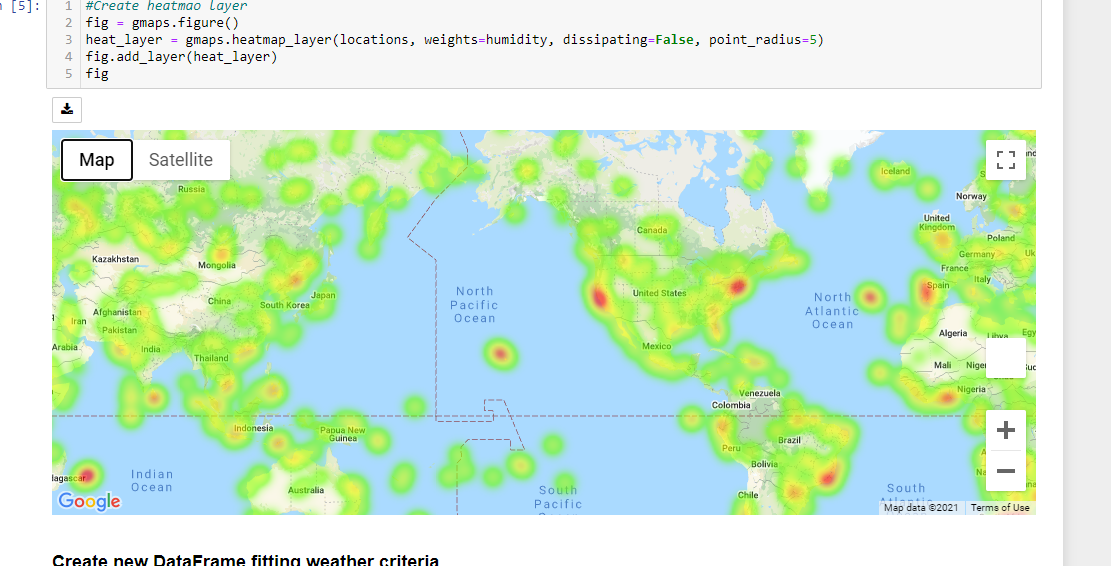 [5]:
1 #Create heatmao layer
2 fig = gmaps.figure()
3 heat_layer = gmaps.heatmap_layer(locations, weights=humidity, dissipating=False, point_radius=5)
4 fig.add_layer(heat_layer)
5 fig
Map Satellite
Russia
Iceland
Norway
Canada
United
Kingdom
Poland
Kazakhstan
Mongolia
Germany
Uk
France
Italy
Spain
North
Pacific
Ocean
United States
North
Atlantic
Ocean
China
South Korea
Japan
Afghanistan
Iran
Pakistan
Algeria
Libya
Egy
Arabia
India
Thailand
Mexico
Mali
Niger
Nigeria
Venezuela
Colombia
Indonesia
Papua New
Guinea
Brazil
Peru
Bolivia
agascar
Indian
Ocean
Australia
South
Pacific
Chile
South
Atlantic
Google
Map data ©2021 Terms of Use
Create new DataFrame fitting weather criteria